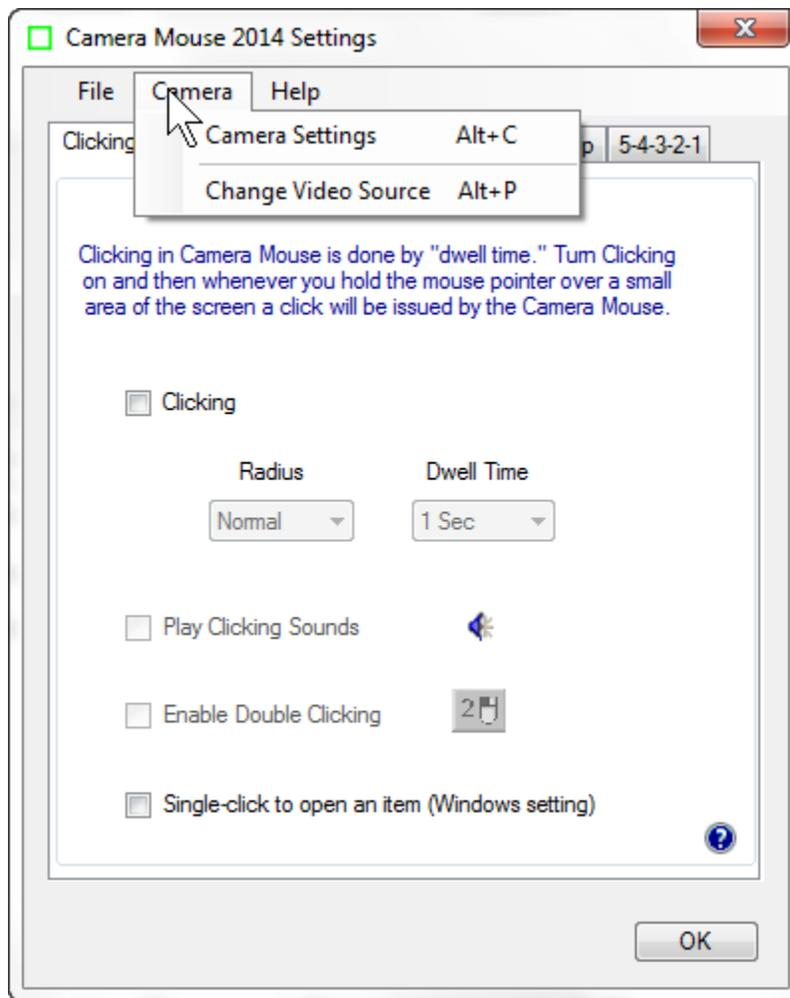 Camera Mouse 2014 Settings
File Camera Help
Camera Settings Alt+C
Change Video Source Alt+P
Clicking p 5-4-3-2-1
Clicking in Camera Mouse is done by "dwell time." Turn Clicking
on and then whenever you hold the mouse pointer over a small
area of the screen a click will be issued by the Camera Mouse.
Clicking
Radius Dwell Time
Normal 1 Sec
Play Clicking Sounds
Enable Double Clicking 2
Single-click to open an item (Windows setting)
?
OK